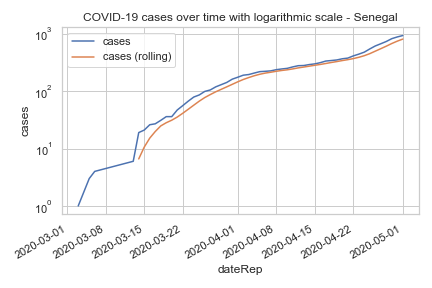 COVID-19 cases over time with logarithmic scale - Senegal
cases
cases (rolling)
10³
10²
10¹
10⁰
cases
2020-03-01
2020-03-08
2020-03-15
2020-03-22
2020-04-01
2020-04-08
2020-04-15
2020-04-22
2020-05-01
dateRep